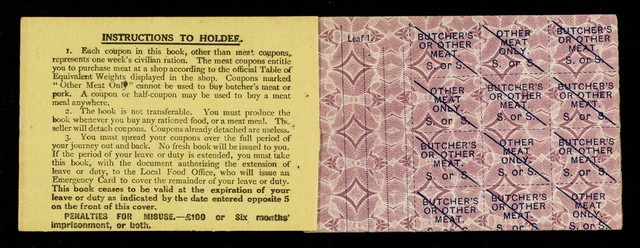 INSTRUCTIONS TO HOLDER.
1. Each coupon in this book, other than meat coupons,
represents one week's civilian ration. The meat coupons entitle
you to purchase meat at a shop according to the official Table of
Equivalent Weights displayed in the shop. Coupons marked
"Other Meat Only" cannot be used to buy butcher's meat or
pork. A coupon or half-coupon may be used to buy a meat
meal anywhere.
2. The book is not transferable. You must produce the
book whenever you buy any rationed food, or a meat meal. The
seller will detach coupons. Coupons already detached are useless.
3. You must spread your coupons over the full period of
your journey out and back. No fresh book will be issued to you.
If the period of your leave or duty is extended, you must take
this book, with the document authorizing the extension of
leave or duty, to the Local Food Office, who will issue an
Emergency Card to cover the remainder of your leave or duty.
This book ceases to be valid at the expiration of your
leave or duty as indicated by the date entered opposite 5
on the front of this cover.
PENALTIES FOR MISUSE.—£100 or Six months'
imprisonment, or both.
Leaf 1
BUTCHER'S
OR OTHER
MEAT.
S. or S.
OTHER
MEAT
ONLY.
S. or S.
BUTCHER'S
OR OTHER
MEAT.
S. or S.
OTHER
MEAT
ONLY.
S. or S.
BUTCHER'S
OR OTHER
MEAT.
S. or S.
OTHER
MEAT
ONLY.
S. or S.
BUTCHER'S
OR OTHER
MEAT.
S. or S.
OTHER
MEAT
ONLY.
S. or S.
BUTCHER'S
OR OTHER
MEAT.
S. or S.
OTHER
MEAT
ONLY.
S. or S.
BUTCHER'S
OR OTHER
MEAT.
S. or S.
OTHER
MEAT
ONLY.
S. or S.